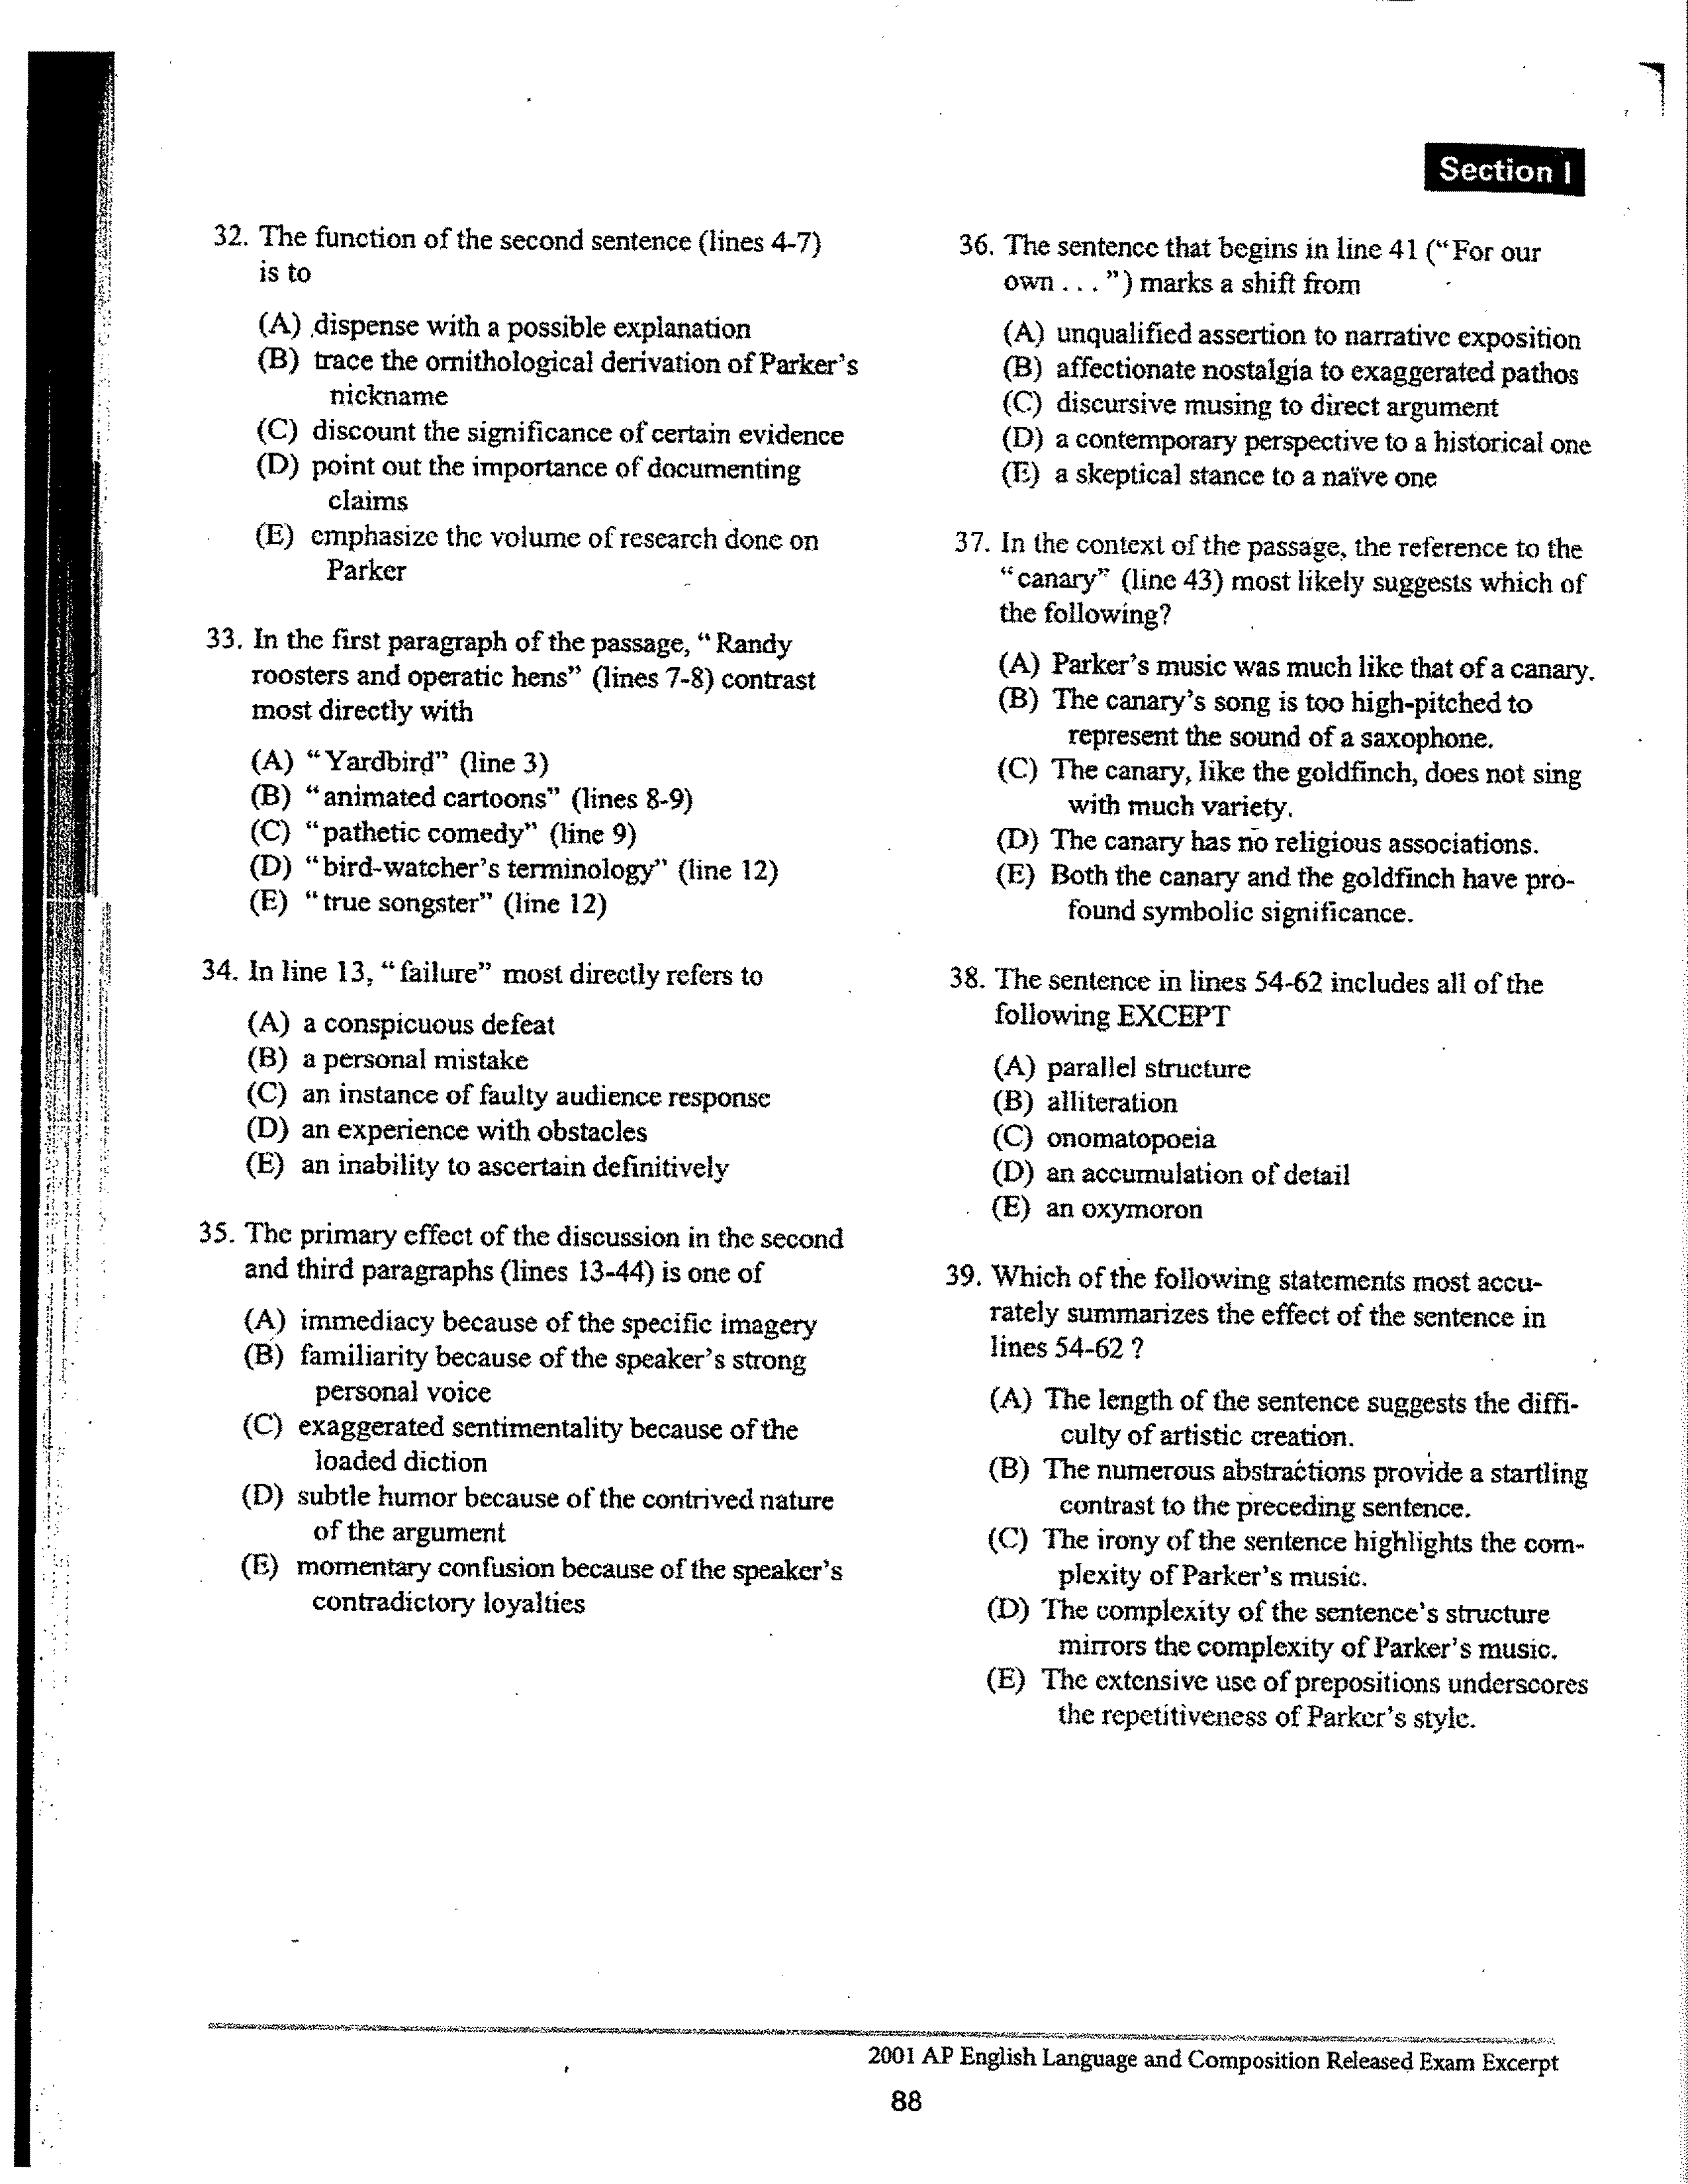 Section I
32. The function of the second sentence (lines 4-7)
is to
(A) dispense with a possible explanation
(B) trace the ornithological derivation of Parker's
nickname
(C) discount the significance of certain evidence
(D) point out the importance of documenting
claims
(E) emphasize the volume of research done on
Parker
33. In the first paragraph of the passage, "Randy
roosters and operatic hens" (lines 7-8) contrast
most directly with
(A) "Yardbird" (line 3)
(B) "animated cartoons" (lines 8-9)
(C) "pathetic comedy" (line 9)
(D) "bird-watcher's terminology" (line 12)
(E) "true songster" (line 12)
34. In line 13, "failure" most directly refers to
(A) a conspicuous defeat
(B) a personal mistake
(C) an instance of faulty audience response
(D) an experience with obstacles
(E) an inability to ascertain definitively
35. The primary effect of the discussion in the second
and third paragraphs (lines 13-44) is one of
(A) immediacy because of the specific imagery
(B) familiarity because of the speaker's strong
personal voice
(C) exaggerated sentimentality because of the
loaded diction
(D) subtle humor because of the contrived nature
of the argument
(E) momentary confusion because of the speaker's
contradictory loyalties
36. The sentence that begins in line 41 ("For our
own . . . ") marks a shift from
(A) unqualified assertion to narrative exposition
(B) affectionate nostalgia to exaggerated pathos
(C) discursive musing to direct argument
(D) a contemporary perspective to a historical one
(E) a skeptical stance to a naïve one
37. In the context of the passage, the reference to the
"canary" (line 43) most likely suggests which of
the following?
(A) Parker's music was much like that of a canary.
(B) The canary's song is too high-pitched to
represent the sound of a saxophone.
(C) The canary, like the goldfinch, does not sing
with much variety.
(D) The canary has no religious associations.
(E) Both the canary and the goldfinch have pro-
found symbolic significance.
38. The sentence in lines 54-62 includes all of the
following EXCEPT
(A) parallel structure
(B) alliteration
(C) onomatopoeia
(D) an accumulation of detail
(E) an oxymoron
39. Which of the following statements most accu-
rately summarizes the effect of the sentence in
lines 54-62 ?
(A) The length of the sentence suggests the diffi-
culty of artistic creation.
(B) The numerous abstractions provide a startling
contrast to the preceding sentence.
(C) The irony of the sentence highlights the com-
plexity of Parker's music.
(D) The complexity of the sentence's structure
mirrors the complexity of Parker's music.
(E) The extensive use of prepositions underscores
the repetitiveness of Parker's style.
2001 AP English Language and Composition Released Exam Excerpt
88